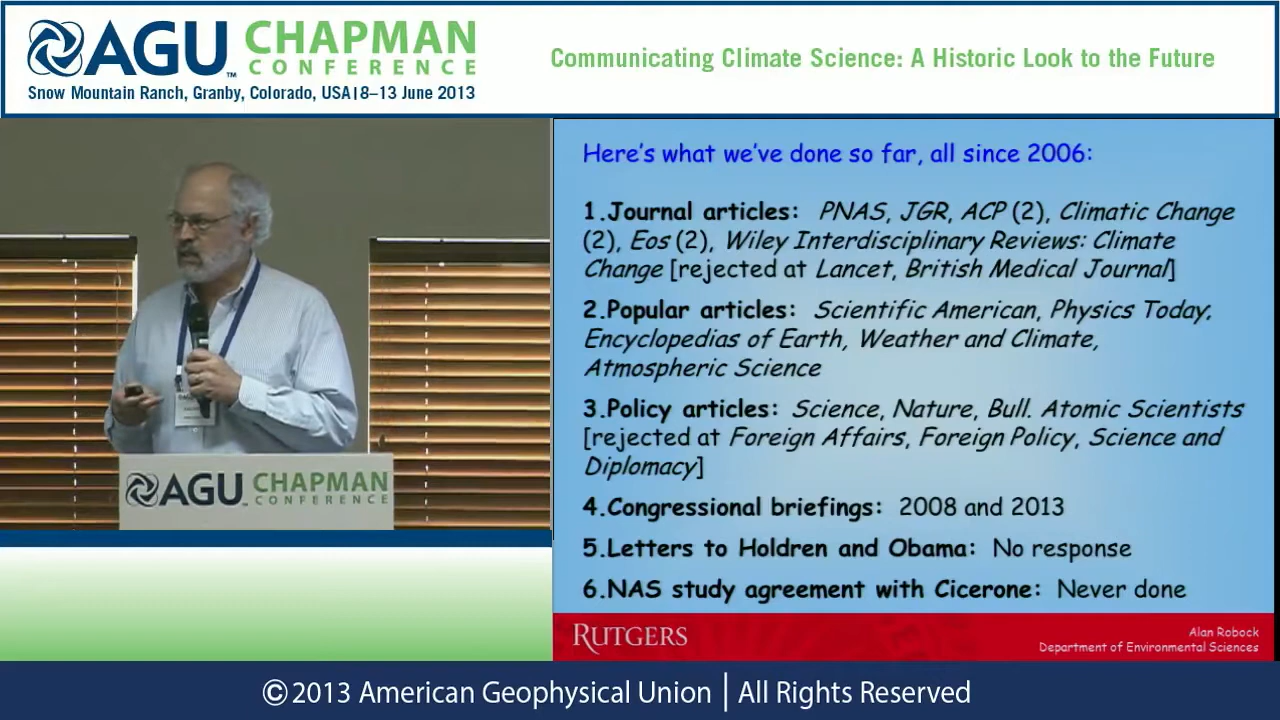 AGU™ CHAPMAN
CONFERENCE
Snow Mountain Ranch, Granby, Colorado, USA|8–13 June 2013
Communicating Climate Science: A Historic Look to the Future
Here's what we've done so far, all since 2006:
1.Journal articles: PNAS, JGR, ACP (2), Climatic Change
(2), Eos (2), Wiley Interdisciplinary Reviews: Climate
Change [rejected at Lancet, British Medical Journal]
2.Popular articles: Scientific American, Physics Today,
Encyclopedias of Earth, Weather and Climate,
Atmospheric Science
3.Policy articles: Science, Nature, Bull. Atomic Scientists
[rejected at Foreign Affairs, Foreign Policy, Science and
Diplomacy]
4.Congressional briefings: 2008 and 2013
5.Letters to Holdren and Obama: No response
6.NAS study agreement with Cicerone: Never done
RUTGERS
Alan Robock
Department of Environmental Sciences
AGU™ CHAPMAN
CONFERENCE
©2013 American Geophysical Union | All Rights Reserved